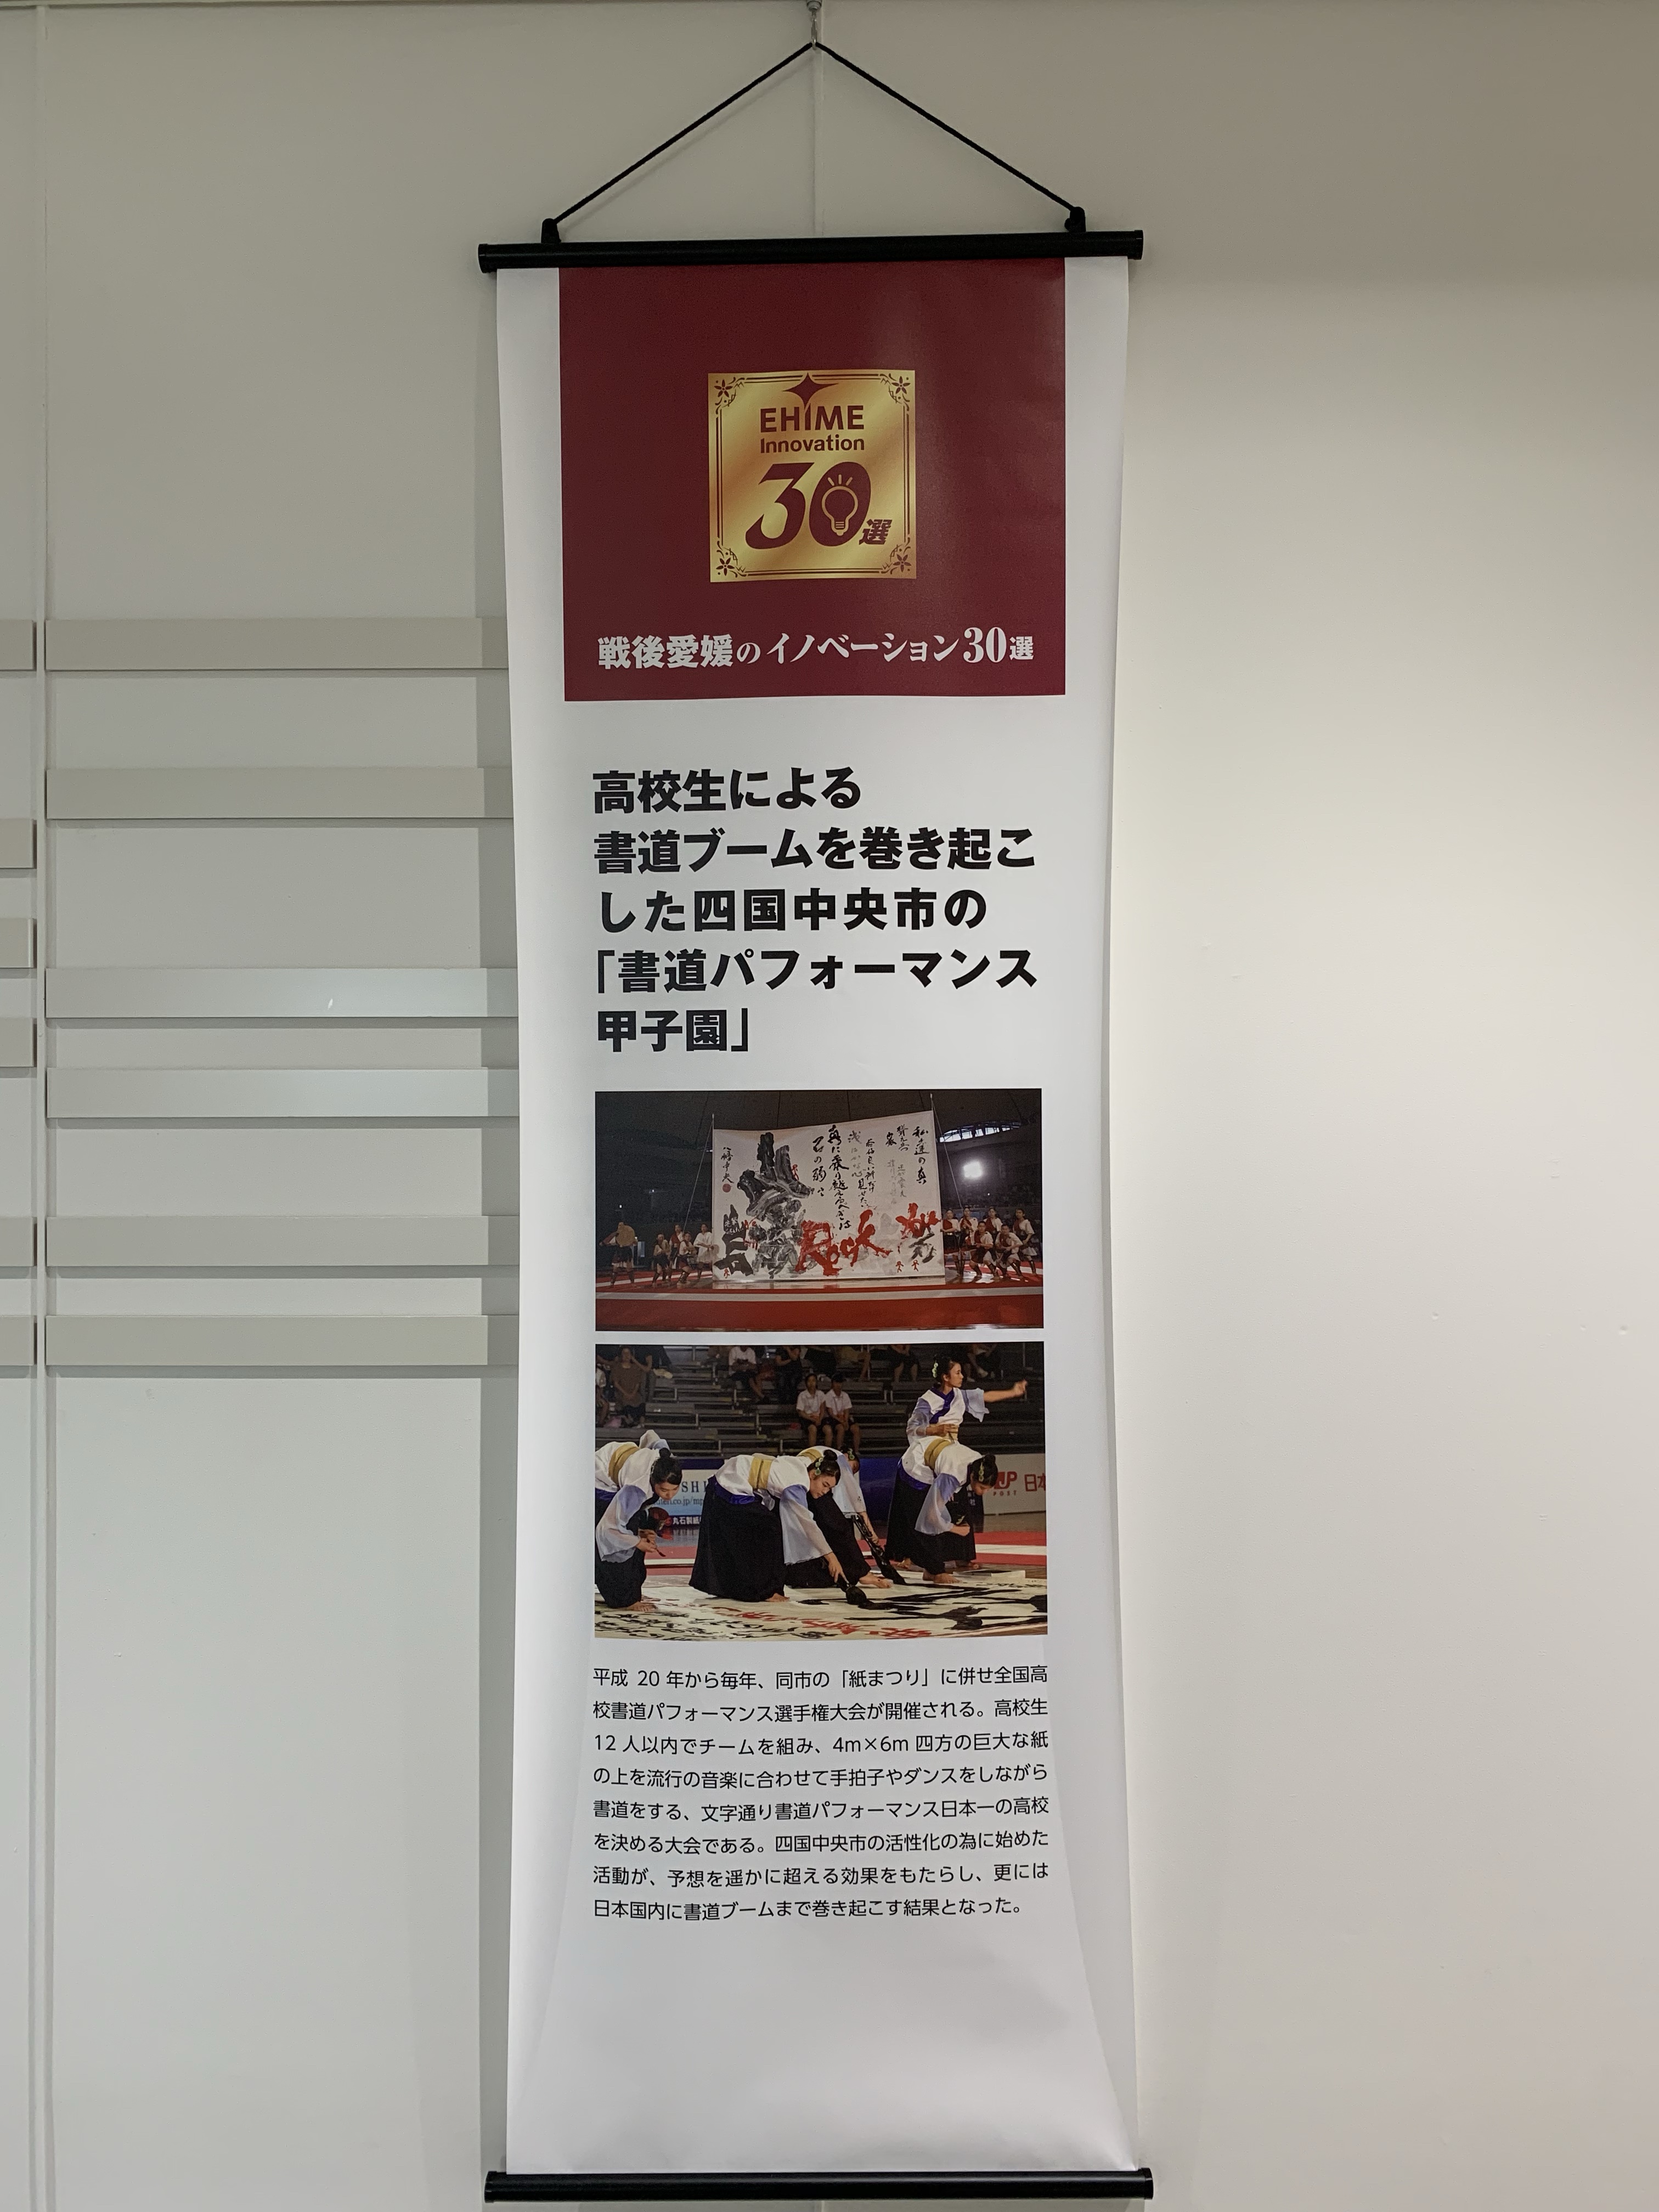 EHIME
Innovation
30選
戦後愛媛のイノベーション30選
高校生による
書道ブームを巻き起こ
した四国中央市の
「書道パフォーマンス
甲子園」
Rock
丸石製紙
JP
POST
日本
平成 20 年から毎年、同市の「紙まつり」に併せ全国高
校書道パフォーマンス選手権大会が開催される。高校生
12 人以内でチームを組み、4m×6m 四方の巨大な紙
の上を流行の音楽に合わせて手拍子やダンスをしながら
書道をする、文字通り書道パフォーマンス日本一の高校
を決める大会である。四国中央市の活性化の為に始めた
活動が、予想を遥かに超える効果をもたらし、更には
日本国内に書道ブームまで巻き起こす結果となった。